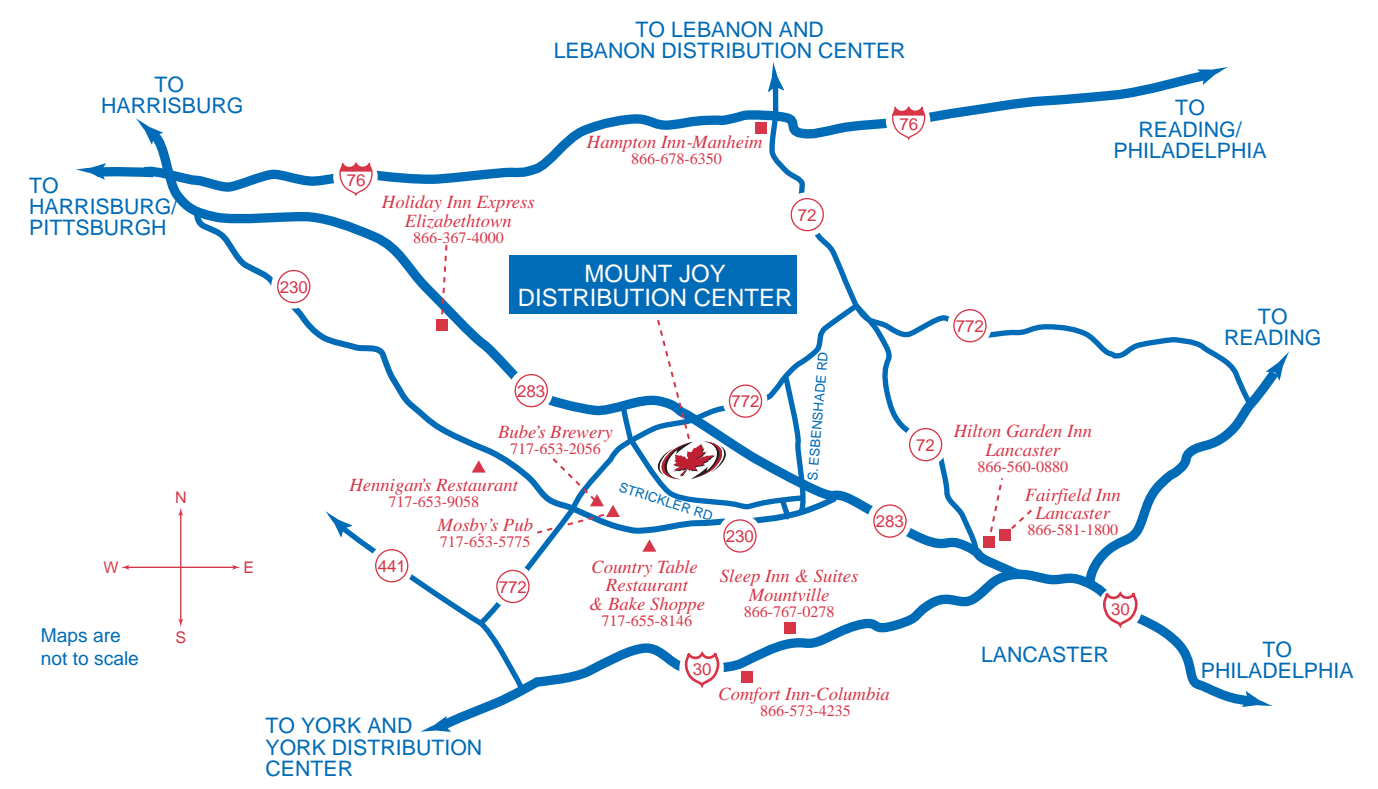 TO LEBANON AND
LEBANON DISTRIBUTION CENTER
TO
HARRISBURG
76
TO
READING/
PHILADELPHIA
Hampton Inn-Manheim
866-678-6350
76
TO
HARRISBURG/
PITTSBURGH
Holiday Inn Express
Elizabethtown
866-367-4000
72
230
MOUNT JOY
DISTRIBUTION CENTER
772
TO
READING
283
772
S. ESBENSHADE RD
Bube's Brewery
717-653-2056
72
Hilton Garden Inn
Lancaster
866-560-0880
Hennigan's Restaurant
717-653-9058
STRICKLER RD
Fairfield Inn
Lancaster
866-581-1800
Mosby's Pub
717-653-5775
230
283
N
W
E
S
441
772
Country Table
Restaurant
& Bake Shoppe
717-655-8146
Sleep Inn & Suites
Mountville
866-767-0278
30
Maps are
not to scale
LANCASTER
TO
PHILADELPHIA
30
Comfort Inn-Columbia
866-573-4235
TO YORK AND
YORK DISTRIBUTION
CENTER